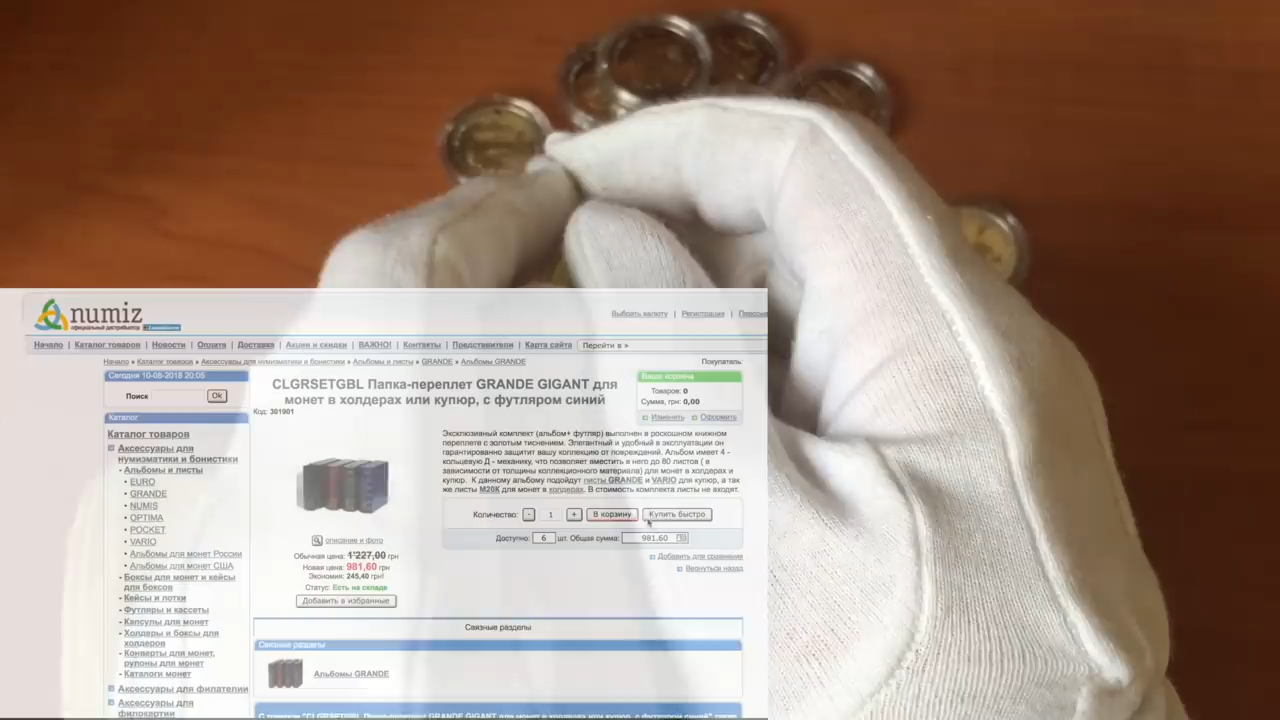 numiz
официальный дистрибьютор
Выбрать валюту | Регистрация |
Начало | Каталог товаров | Новости | Оплата | Доставка | Акции и скидки | ВАЖНО! | Контакты | Представители | Карта сайта | Перейти в »
Начало » Каталог товаров » Аксессуары для нумизматики и бонистики » Альбомы и листы » GRANDE » Альбомы GRANDE
Покупатель:
Сегодня 10-08-2018 20:05
Поиск Ok
Каталог
Каталог товаров
Аксессуары для
нумизматики и бонистики
- Альбомы и листы
• EURO
• GRANDE
• NUMIS
• OPTIMA
• POCKET
• VARIO
• Альбомы для монет России
• Альбомы для монет США
- Боксы для монет и кейсы
для боксов
- Кейсы и лотки
- Футляры и кассеты
- Капсулы для монет
- Холдеры и боксы для
холдеров
- Конверты для монет,
рулоны для монет
- Каталоги монет
Аксессуары для филателии
Аксессуары для
филокартии
CLGRSETGBL Папка-переплет GRANDE GIGANT для
монет в холдерах или купюр, с футляром синий
Код: 301901
описание и фото
Обычная цена: 1'227,00 грн
Новая цена: 981,60 грн
Экономия: 245,40 грн!
Статус: Есть на складе
Добавить в избранные
Эксклюзивный комплект (альбом+ футляр) выполнен в роскошном книжном
переплете с золотым тиснением. Элегантный и удобный в эксплуатации он
гарантированно защитит вашу коллекцию от повреждений. Альбом имеет 4 -
кольцевую Д - механику, что позволяет вместить в него до 80 листов ( в
зависимости от толщины коллекционного материала) для монет в холдерах и
купюр. К данному альбому подойдут листы GRANDE и VARIO для купюр, а так
же листы M20K для монет в холдерах. В стоимость комплекта листы не входят.
Количество: - 1 + В корзину Купить быстро
Доступно: 6 шт. Общая сумма: 981.60
Добавить для сравнения
Вернуться назад
Ваша корзина
Товаров: 0
Сумма, грн: 0,00
Изменить Оформить
Связные разделы
Связные разделы
Альбомы GRANDE